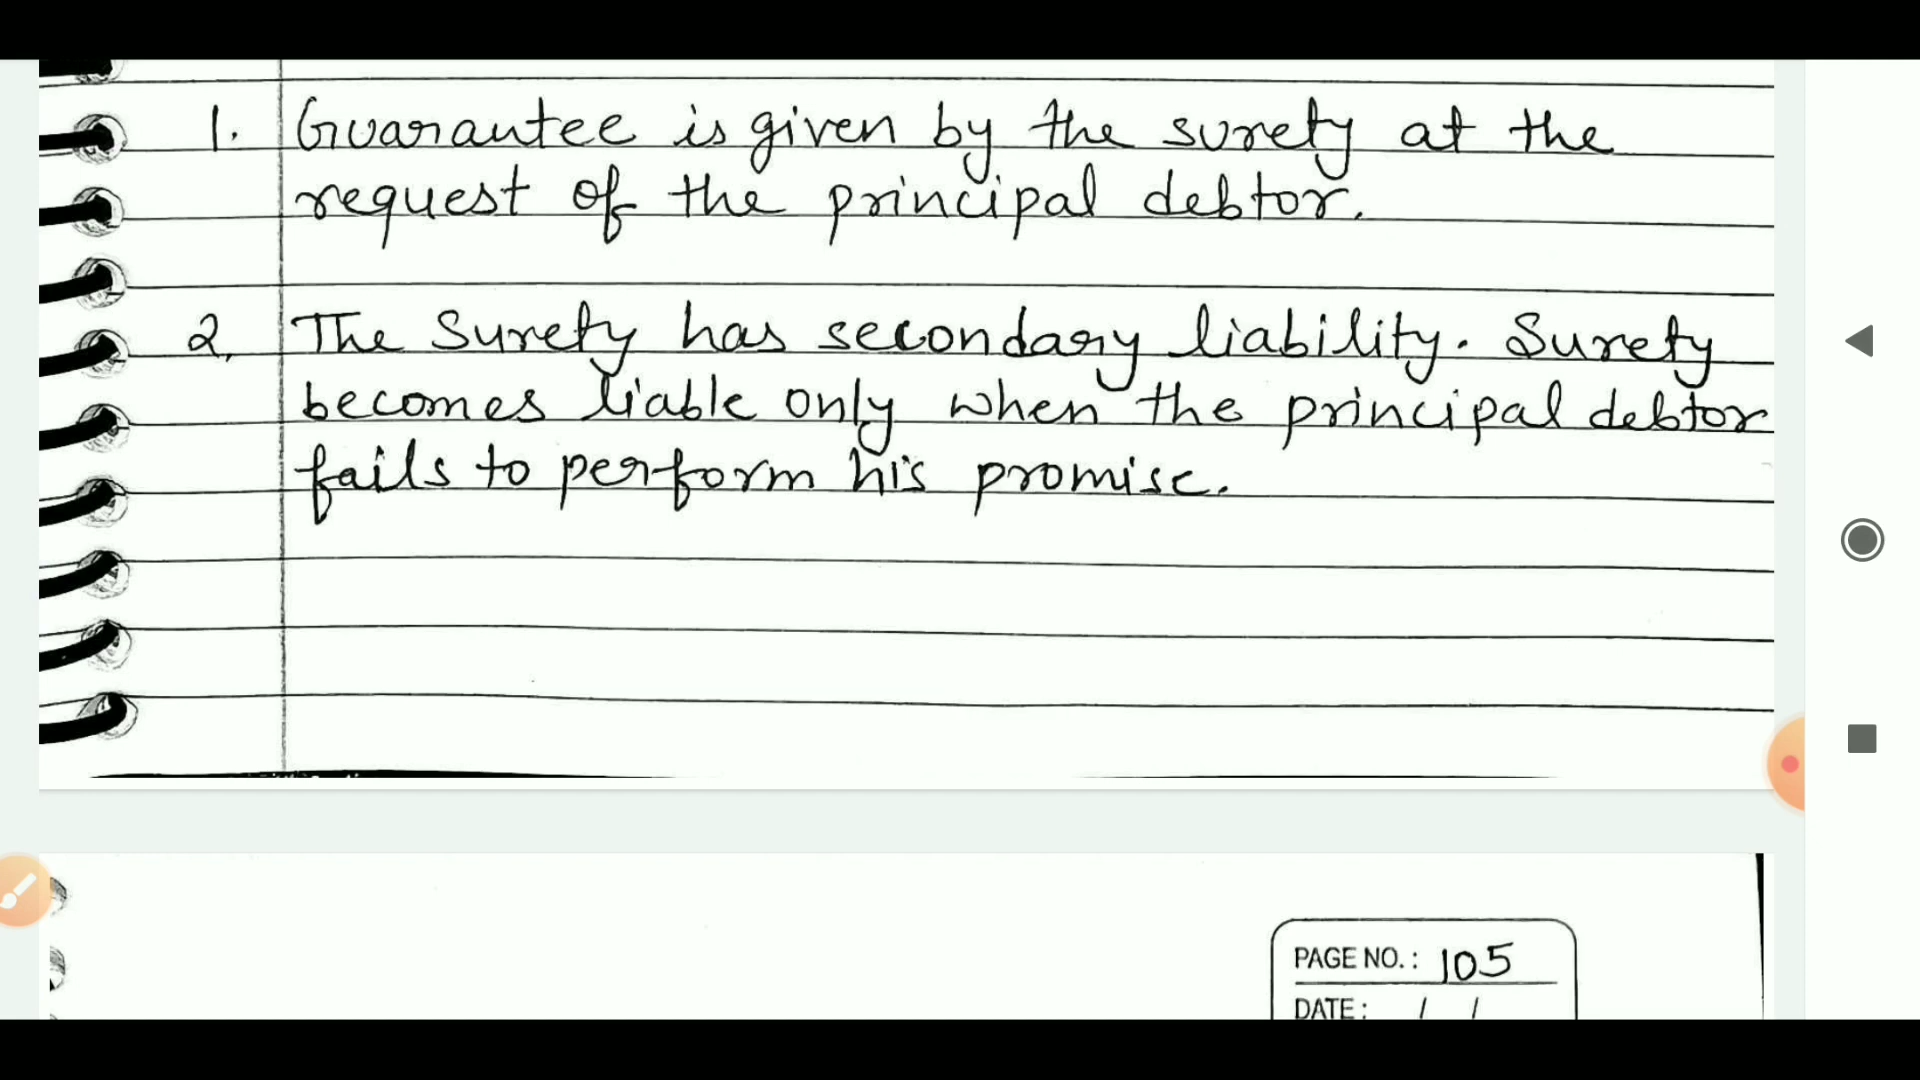 1. Guarantee is given by the surety at the
request of the principal debtor.
2. The Surety has secondary liability. Surety
becomes liable only when the principal debtor
fails to perform his promise.
PAGE NO.: 105
DATE: / /